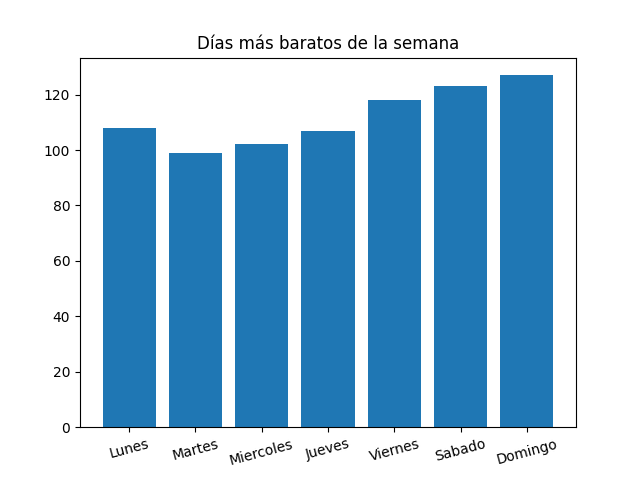 Días más baratos de la semana
120
100
80
60
40
20
0
Lunes
Martes
Miercoles
Jueves
Viernes
Sabado
Domingo